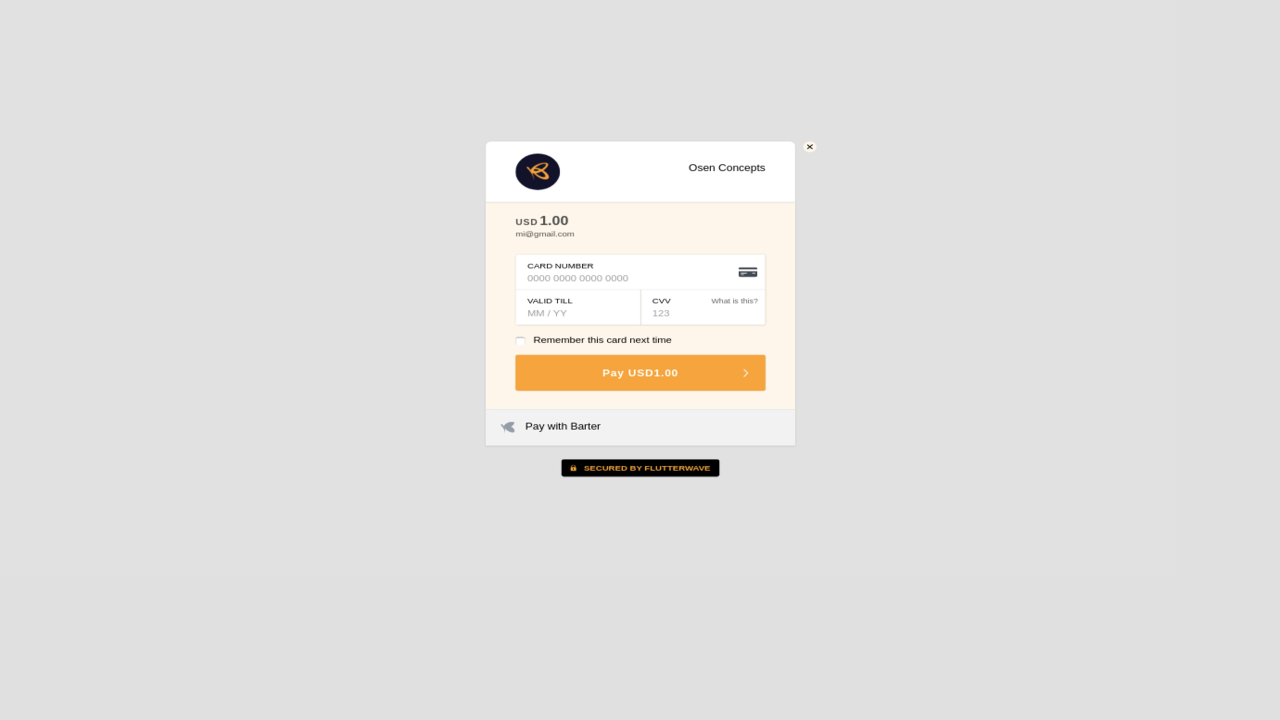 Osen Concepts
USD 1.00
mi@gmail.com
CARD NUMBER
0000 0000 0000 0000
VALID TILL
MM / YY
CVV
What is this?
123
Remember this card next time
Pay USD1.00
Pay with Barter
SECURED BY FLUTTERWAVE